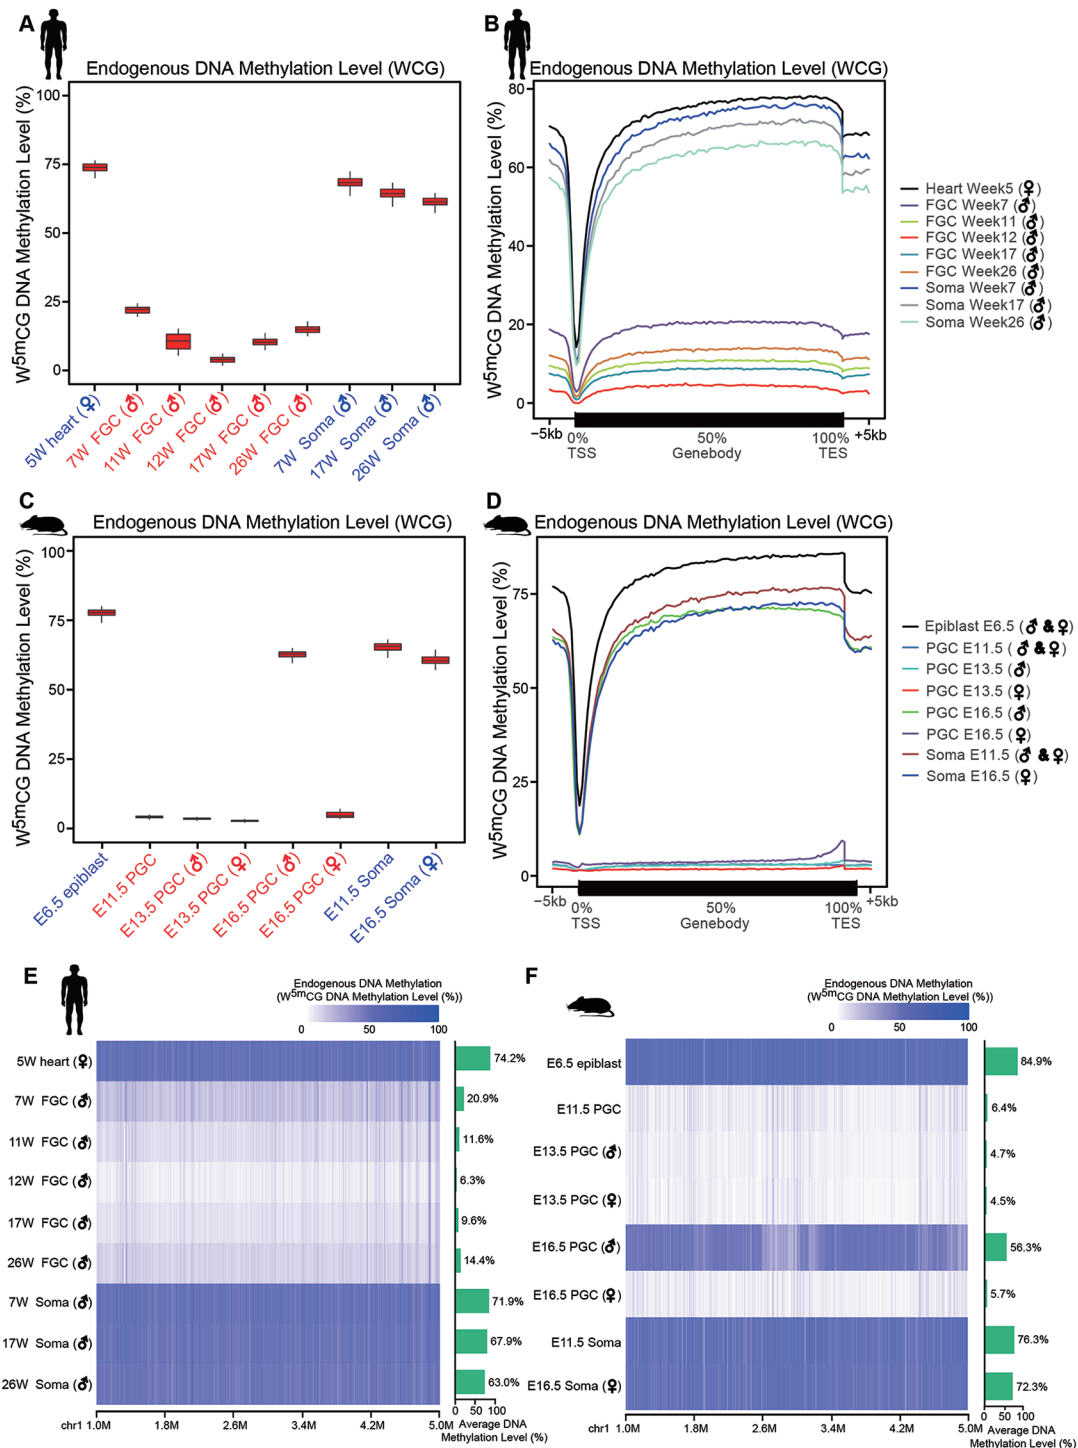 A
Endogenous DNA Methylation Level (WCG)
W5mCG DNA Methylation Level (%)
100
75
50
25
0
5W heart (♀)
7W FGC (♂)
11W FGC (♂)
12W FGC (♂)
17W FGC (♂)
26W FGC (♂)
7W Soma (♂)
17W Soma (♂)
26W Soma (♂)
B
Endogenous DNA Methylation Level (WCG)
W5mCG DNA Methylation Level (%)
80
60
40
20
0
−5kb
0%
50%
100%
+5kb
TSS
Genebody
TES
Heart Week5 (♀)
FGC Week7 (♂)
FGC Week11 (♂)
FGC Week12 (♂)
FGC Week17 (♂)
FGC Week26 (♂)
Soma Week7 (♂)
Soma Week17 (♂)
Soma Week26 (♂)
C
Endogenous DNA Methylation Level (WCG)
W5mCG DNA Methylation Level (%)
100
75
50
25
0
E6.5 epiblast
E11.5 PGC
E13.5 PGC (♂)
E13.5 PGC (♀)
E16.5 PGC (♂)
E16.5 PGC (♀)
E11.5 Soma
E16.5 Soma (♀)
D
Endogenous DNA Methylation Level (WCG)
W5mCG DNA Methylation Level (%)
75
50
25
0
−5kb
0%
50%
100%
+5kb
TSS
Genebody
TES
Epiblast E6.5 (♂ & ♀)
PGC E11.5 (♂ & ♀)
PGC E13.5 (♂)
PGC E13.5 (♀)
PGC E16.5 (♂)
PGC E16.5 (♀)
Soma E11.5 (♂ & ♀)
Soma E16.5 (♀)
E
Endogenous DNA Methylation
(W5mCG DNA Methylation Level (%))
0 50 100
5W heart (♀) 74.2%
7W FGC (♂) 20.9%
11W FGC (♂) 11.6%
12W FGC (♂) 6.3%
17W FGC (♂) 9.6%
26W FGC (♂) 14.4%
7W Soma (♂) 71.9%
17W Soma (♂) 67.9%
26W Soma (♂) 63.0%
chr1 1.0M 1.8M 2.6M 3.4M 4.2M 5.0M
0 50 100
Average DNA
Methylation Level (%)
F
Endogenous DNA Methylation
(W5mCG DNA Methylation Level (%))
0 50 100
E6.5 epiblast 84.9%
E11.5 PGC 6.4%
E13.5 PGC (♂) 4.7%
E13.5 PGC (♀) 4.5%
E16.5 PGC (♂) 56.3%
E16.5 PGC (♀) 5.7%
E11.5 Soma 76.3%
E16.5 Soma (♀) 72.3%
chr1 1.0M 1.8M 2.6M 3.4M 4.2M 5.0M
0 50 100
Average DNA
Methylation Level (%)